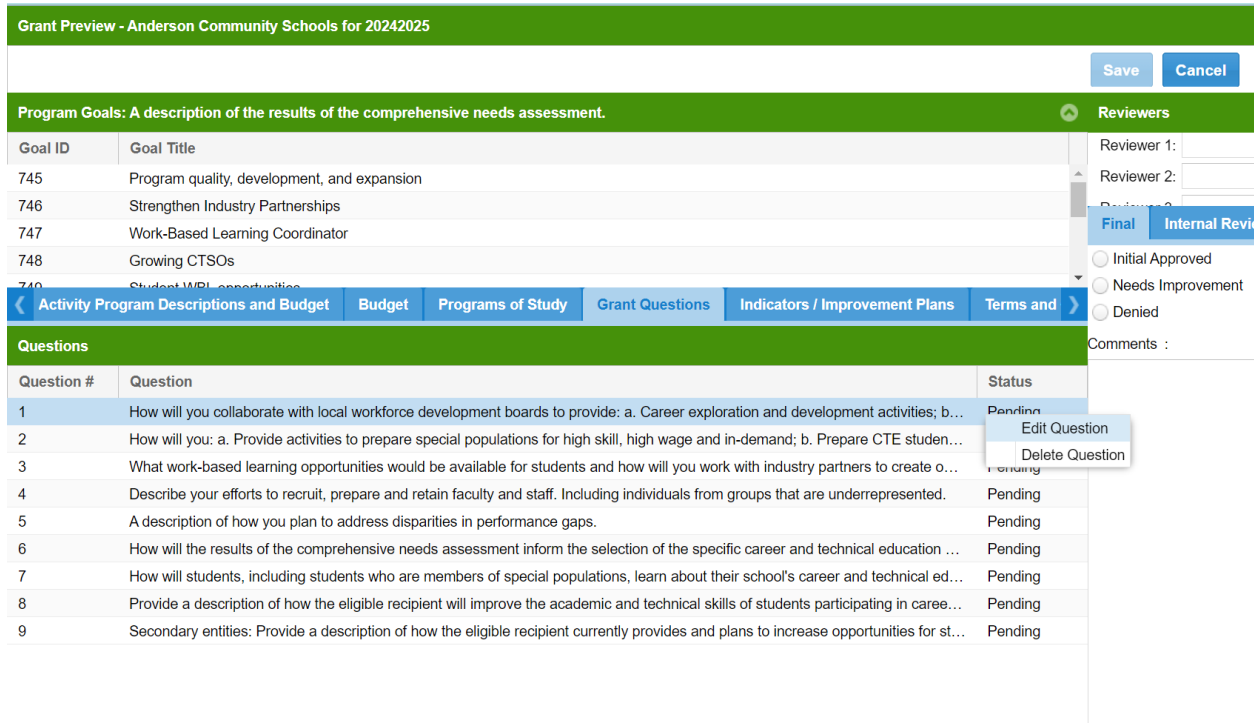 Grant Preview - Anderson Community Schools for 20242025
Save Cancel
Program Goals: A description of the results of the comprehensive needs assessment.
Reviewers
Goal ID Goal Title
Reviewer 1:
745 Program quality, development, and expansion
Reviewer 2:
746 Strengthen Industry Partnerships
747 Work-Based Learning Coordinator
Final Internal Revie
748 Growing CTSOs
Initial Approved
749 Student WBL opportunities
Needs Improvement
Activity Program Descriptions and Budget Budget Programs of Study Grant Questions Indicators / Improvement Plans Terms and
Denied
Questions
Comments :
Question # Question Status
1 How will you collaborate with local workforce development boards to provide: a. Career exploration and development activities; b… Pending
Edit Question
2 How will you: a. Provide activities to prepare special populations for high skill, high wage and in-demand; b. Prepare CTE studen…
Delete Question
3 What work-based learning opportunities would be available for students and how will you work with industry partners to create o… Pending
4 Describe your efforts to recruit, prepare and retain faculty and staff. Including individuals from groups that are underrepresented. Pending
5 A description of how you plan to address disparities in performance gaps. Pending
6 How will the results of the comprehensive needs assessment inform the selection of the specific career and technical education … Pending
7 How will students, including students who are members of special populations, learn about their school's career and technical ed… Pending
8 Provide a description of how the eligible recipient will improve the academic and technical skills of students participating in caree… Pending
9 Secondary entities: Provide a description of how the eligible recipient currently provides and plans to increase opportunities for st… Pending